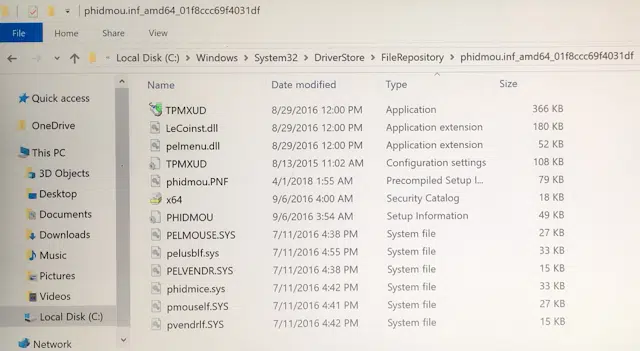 phidmou.inf_amd64_01f8ccc69f4031df
File Home Share View
Local Disk (C:) > Windows > System32 > DriverStore > FileRepository > phidmou.inf_amd64_01f8ccc69f4031df
Name Date modified Type Size
Quick access
OneDrive
This PC
3D Objects
Desktop
Documents
Downloads
Music
Pictures
Videos
Local Disk (C:)
Network
TPMXUD 8/29/2016 12:00 PM Application 366 KB
LeCoinst.dll 8/29/2016 12:00 PM Application extension 180 KB
pelmenu.dll 8/29/2016 12:00 PM Application extension 52 KB
TPMXUD 8/13/2015 11:02 AM Configuration settings 108 KB
phidmou.PNF 4/1/2018 1:55 AM Precompiled Setup I... 79 KB
x64 9/6/2016 4:00 AM Security Catalog 18 KB
PHIDMOU 9/6/2016 3:54 AM Setup Information 49 KB
PELMOUSE.SYS 7/11/2016 4:38 PM System file 27 KB
pelusblf.sys 7/11/2016 4:55 PM System file 33 KB
PELVENDR.SYS 7/11/2016 4:38 PM System file 15 KB
phidmice.sys 7/11/2016 4:42 PM System file 33 KB
pmouself.SYS 7/11/2016 4:41 PM System file 27 KB
pvendrlf.SYS 7/11/2016 4:42 PM System file 15 KB